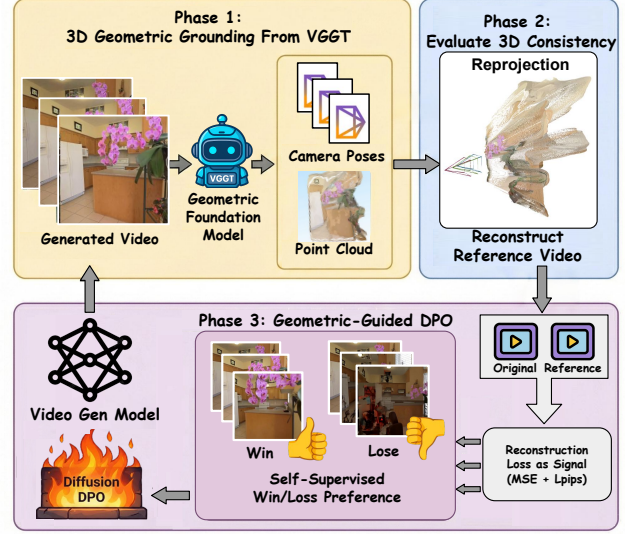 Phase 1:
3D Geometric Grounding From VGGT
Generated Video
VGGT
Geometric
Foundation
Model
Camera Poses
Point Cloud
Phase 2:
Evaluate 3D Consistency
Reprojection
Reconstruct
Reference Video
Phase 3: Geometric-Guided DPO
Original Reference
Reconstruction
Loss as Signal
(MSE + Lpips)
Win
Lose
Self-Supervised
Win/Loss Preference
Diffusion
DPO
Video Gen Model